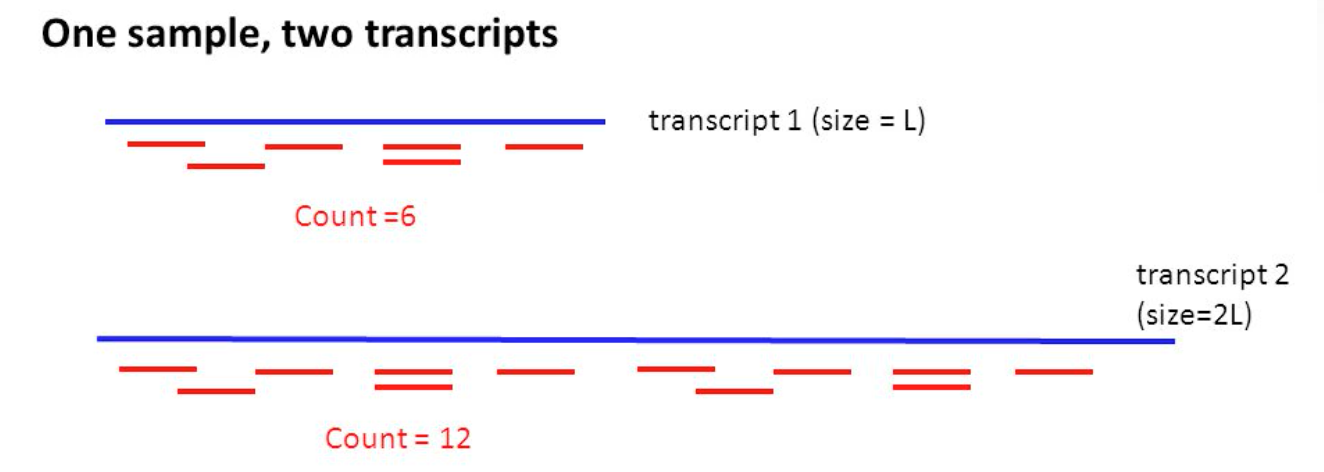 One sample, two transcripts
transcript 1 (size = L)
Count =6
transcript 2
(size=2L)
Count = 12